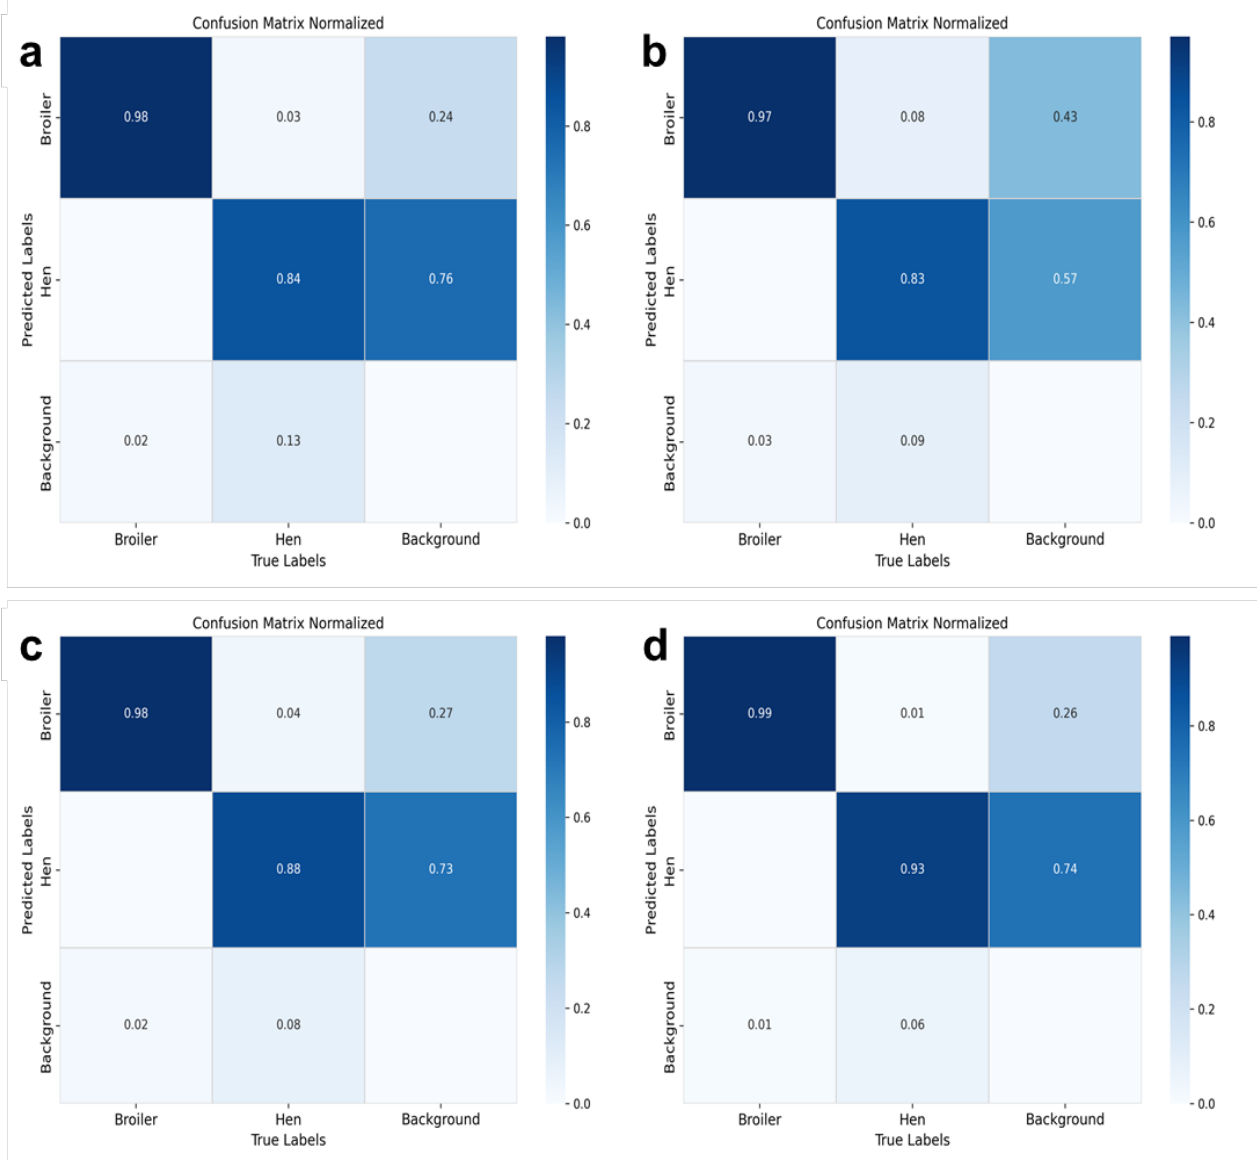 Confusion Matrix Normalized
a
Broiler
0.98
0.03
0.24
0.8
0.6
Predicted Labels
Hen
0.84
0.76
0.4
0.2
Background
0.02
0.13
0.0
Broiler
Hen
Background
True Labels
Confusion Matrix Normalized
b
Broiler
0.97
0.08
0.43
0.8
0.6
Predicted Labels
Hen
0.83
0.57
0.4
0.2
Background
0.03
0.09
0.0
Broiler
Hen
Background
True Labels
Confusion Matrix Normalized
c
Broiler
0.98
0.04
0.27
0.8
0.6
Predicted Labels
Hen
0.88
0.73
0.4
0.2
Background
0.02
0.08
0.0
Broiler
Hen
Background
True Labels
Confusion Matrix Normalized
d
Broiler
0.99
0.01
0.26
0.8
0.6
Predicted Labels
Hen
0.93
0.74
0.4
0.2
Background
0.01
0.06
0.0
Broiler
Hen
Background
True Labels